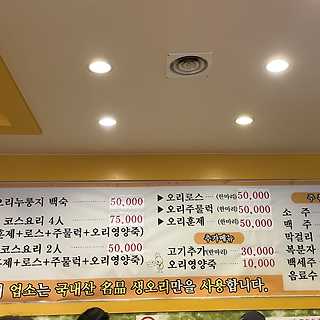 오리누룽지 백숙 50,000
코스요리 4人 75,000
훈제+로스+주물럭+오리영양죽)
코스요리 2人 50,000
훈제+로스+주물럭+오리영양죽)
▶오리로스 (한마리) 50,000
▶오리주물럭 (한마리) 50,000
▶오리훈제 (한마리) 50,000
추가메뉴
고기추가 (한마리) 30,000
오리영양죽 10,000
소 주
맥 주
막걸리
복분자
백세주
음료수
업소는 국내산 名品 생오리만을 사용합니다.